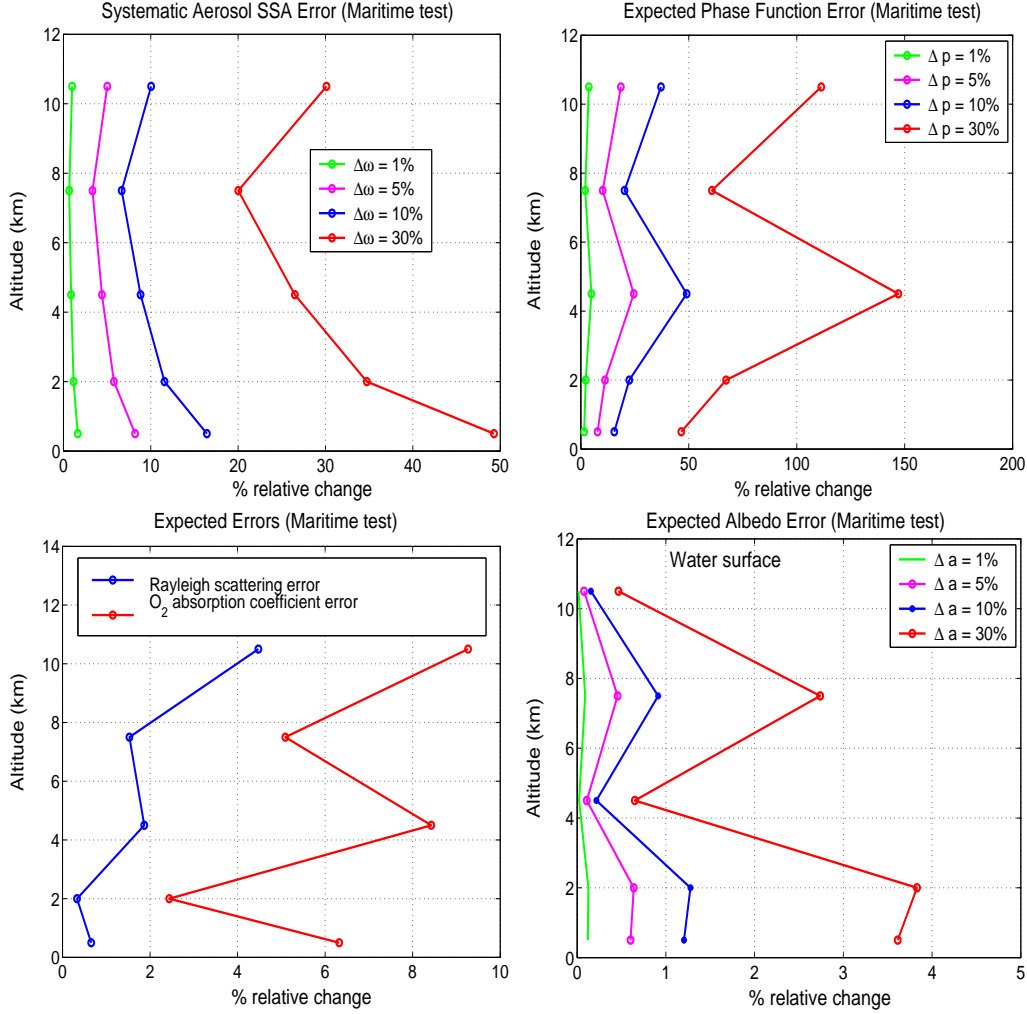 Systematic Aerosol SSA Error (Maritime test)
12
10
8
6
4
2
0
Altitude (km)
Δω = 1%
Δω = 5%
Δω = 10%
Δω = 30%
0 10 20 30 40 50
% relative change
Expected Phase Function Error (Maritime test)
12
10
8
6
4
2
0
Altitude (km)
Δ p = 1%
Δ p = 5%
Δ p = 10%
Δ p = 30%
0 50 100 150 200
% relative change
Expected Errors (Maritime test)
14
12
10
8
6
4
2
0
Altitude (km)
Rayleigh scattering error
O2 absorption coefficient error
0 2 4 6 8 10
% relative change
Expected Albedo Error (Maritime test)
12
10
8
6
4
2
0
Altitude (km)
Water surface
Δ a = 1%
Δ a = 5%
Δ a = 10%
Δ a = 30%
0 1 2 3 4 5
% relative change